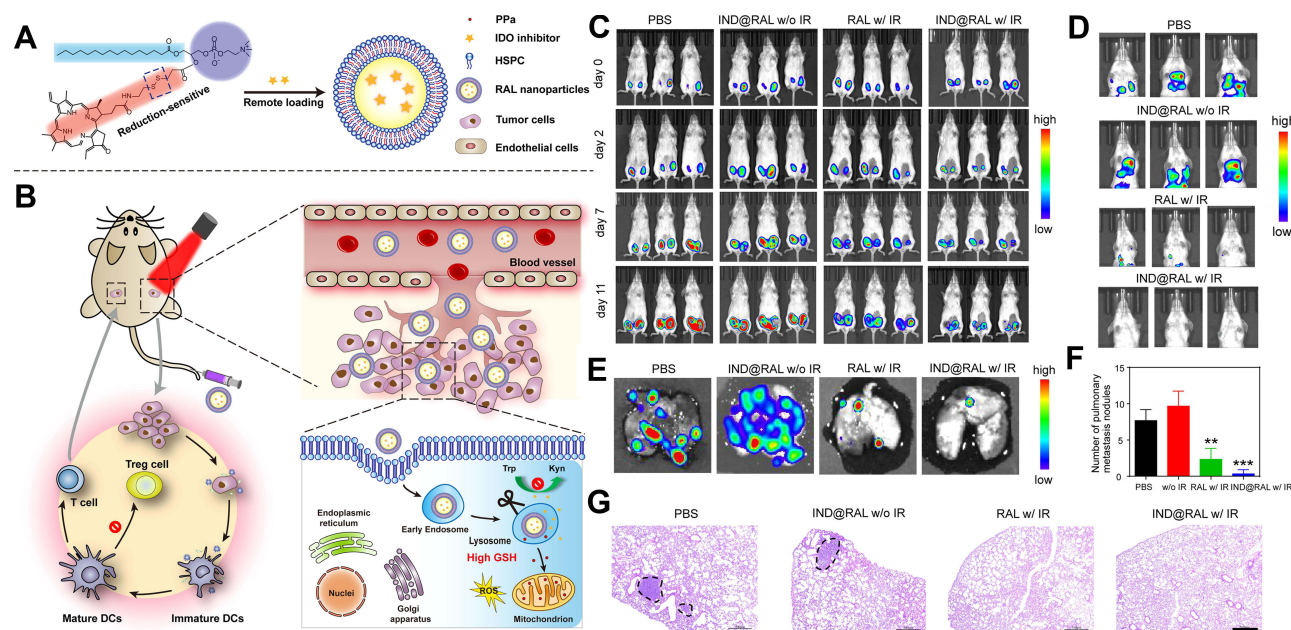 A
Reduction-sensitive
Remote loading
PPa
IDO inhibitor
HSPC
RAL nanoparticles
Tumor cells
Endothelial cells
B
Blood vessel
Treg cell
T cell
Mature DCs
Immature DCs
Trp
Kyn
Early Endosome
Lysosome
High GSH
Endoplasmic
reticulum
Nuclei
Golgi
apparatus
ROS
Mitochondrion
C
PBS
IND@RAL w/o IR
RAL w/ IR
IND@RAL w/ IR
day 0
day 2
day 7
day 11
high
low
D
PBS
IND@RAL w/o IR
RAL w/ IR
IND@RAL w/ IR
high
low
E
PBS
IND@RAL w/o IR
RAL w/ IR
IND@RAL w/ IR
high
low
F
Number of pulmonary
metastasis nodules
15
10
5
0
**
***
PBS
w/o IR
RAL w/ IR
IND@RAL w/ IR
G
PBS
IND@RAL w/o IR
RAL w/ IR
IND@RAL w/ IR